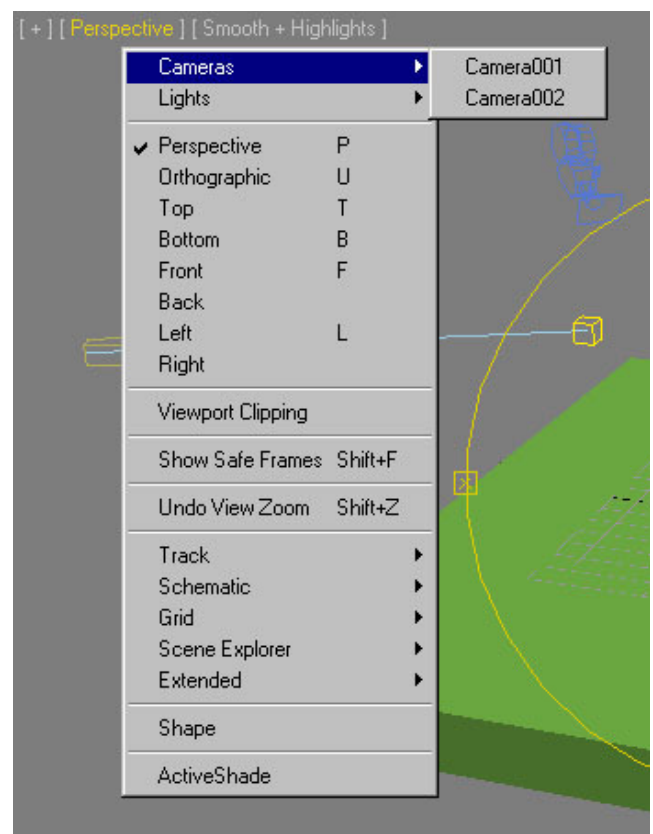 [ + ] [ Perspective ] [ Smooth + Highlights ]
Cameras Camera001
Lights Camera002
Perspective P
Orthographic U
Top T
Bottom B
Front F
Back
Left L
Right
Viewport Clipping
Show Safe Frames Shift+F
Undo View Zoom Shift+Z
Track
Schematic
Grid
Scene Explorer
Extended
Shape
ActiveShade